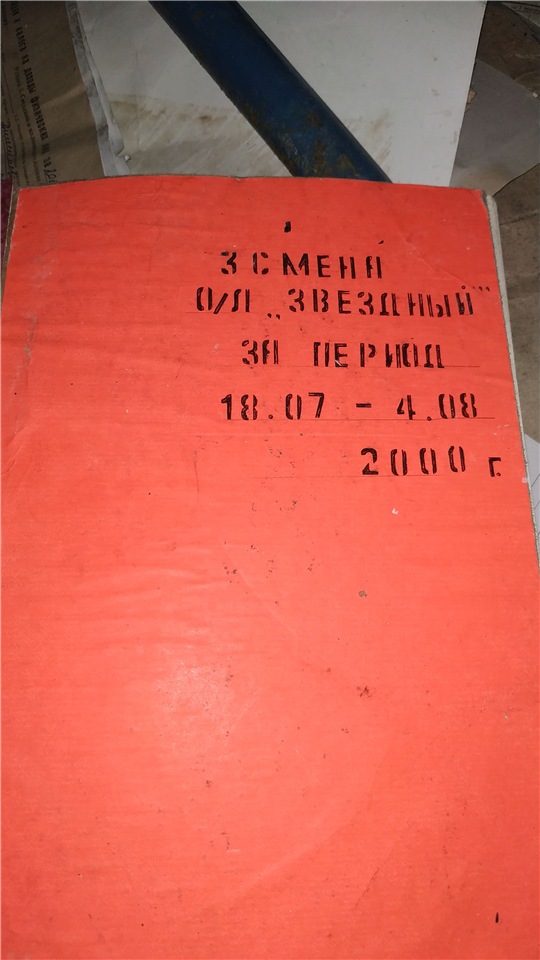 3 СМЕНА
О/Л „ЗВЕЗДНЫЙ"
ЗА ПЕРИОД
18.07 - 4.08
2000 г.